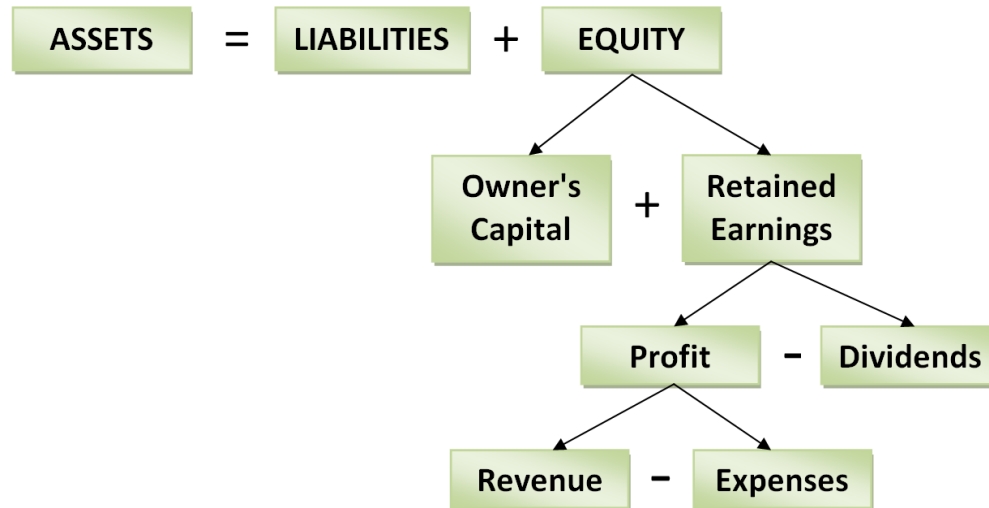 ASSETS = LIABILITIES + EQUITY
Owner's + Retained
Capital Earnings
Profit - Dividends
Revenue - Expenses